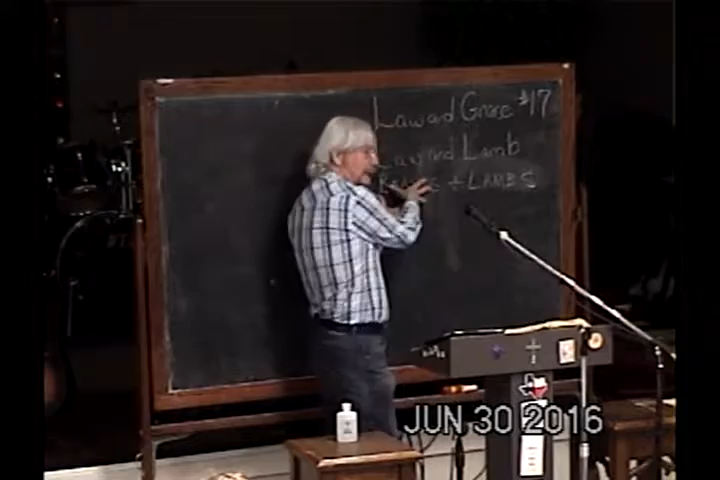 Law and Grace #17
Law and Lamb
+ LAMBS
JUN 30 2016